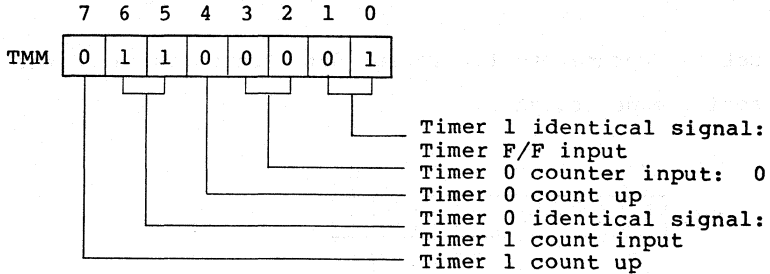 7 6 5 4 3 2 1 0
TMM 0 1 1 0 0 0 0 1
Timer 1 identical signal:
Timer F/F input
Timer 0 counter input: 0
Timer 0 count up
Timer 0 identical signal:
Timer 1 count input
Timer 1 count up